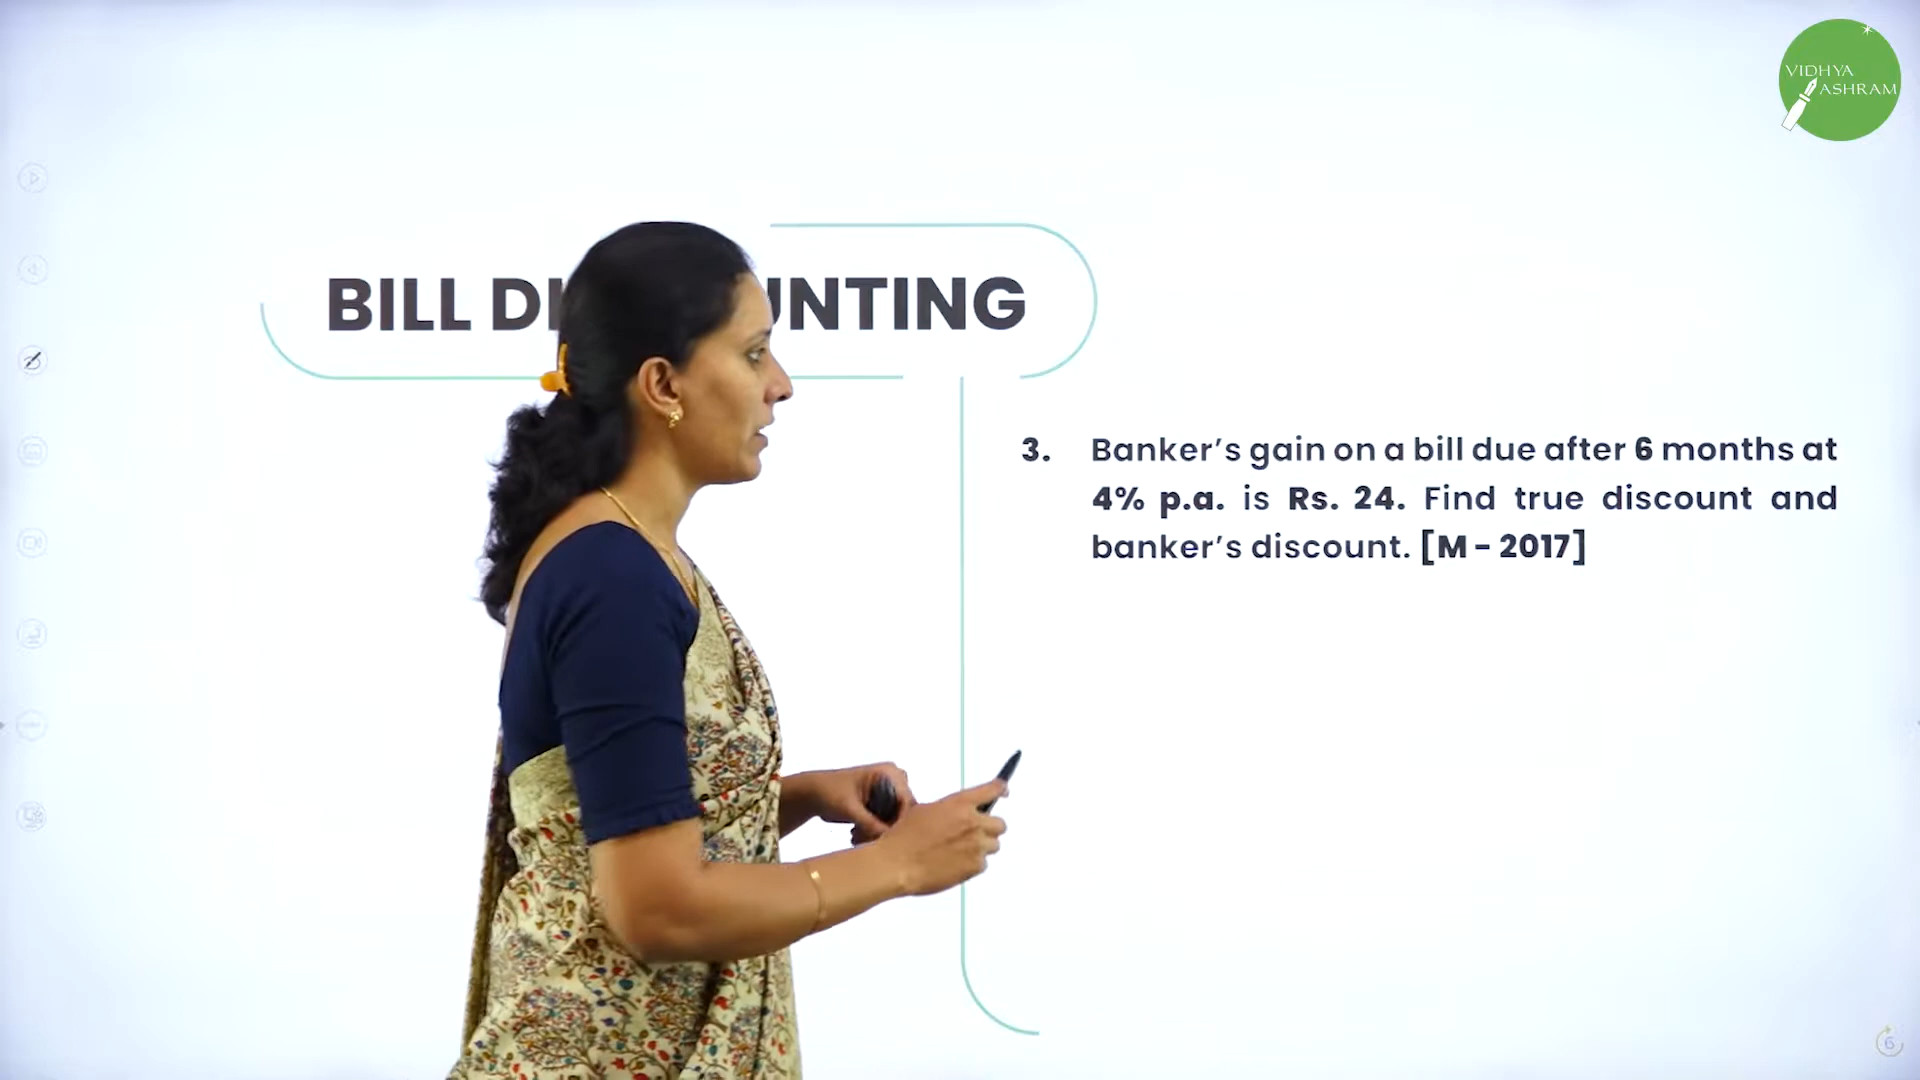 VIDHYA
ASHRAM
BILL DI UNTING
3. Banker's gain on a bill due after 6 months at
4% p.a. is Rs. 24. Find true discount and
banker's discount. [M - 2017]
6